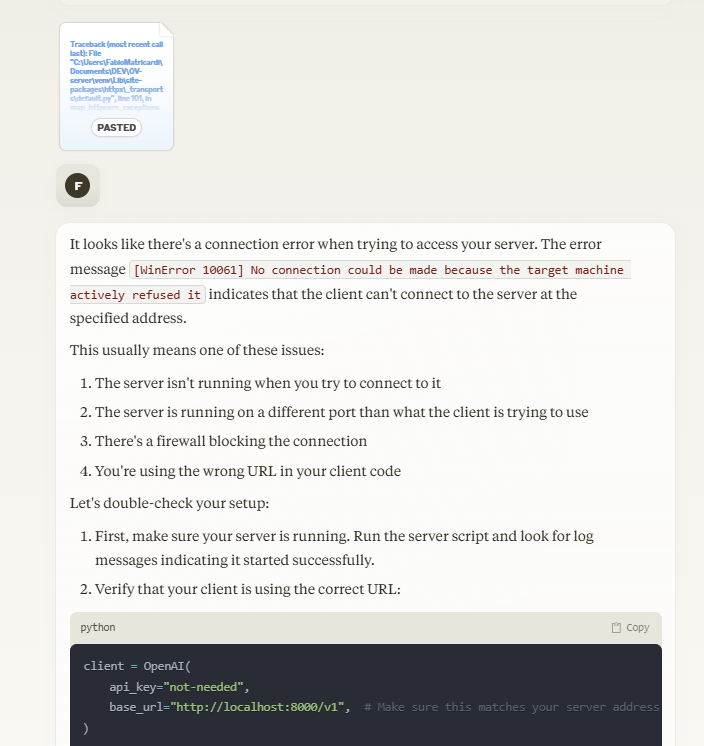 Traceback (most recent call
last): File
"C:\Users\FabioMatricardi\
Documents\DEV\OV-
server\venv\Lib\site-
packages\httpx\_transport
s\default.py", line 101, in
map_httpcore_exceptions
PASTED
F
It looks like there's a connection error when trying to access your server. The error
message [WinError 10061] No connection could be made because the target machine
actively refused it indicates that the client can't connect to the server at the
specified address.
This usually means one of these issues:
1. The server isn't running when you try to connect to it
2. The server is running on a different port than what the client is trying to use
3. There's a firewall blocking the connection
4. You're using the wrong URL in your client code
Let's double-check your setup:
1. First, make sure your server is running. Run the server script and look for log
messages indicating it started successfully.
2. Verify that your client is using the correct URL:
python Copy
client = OpenAI(
api_key="not-needed",
base_url="http://localhost:8000/v1", # Make sure this matches your server address
)